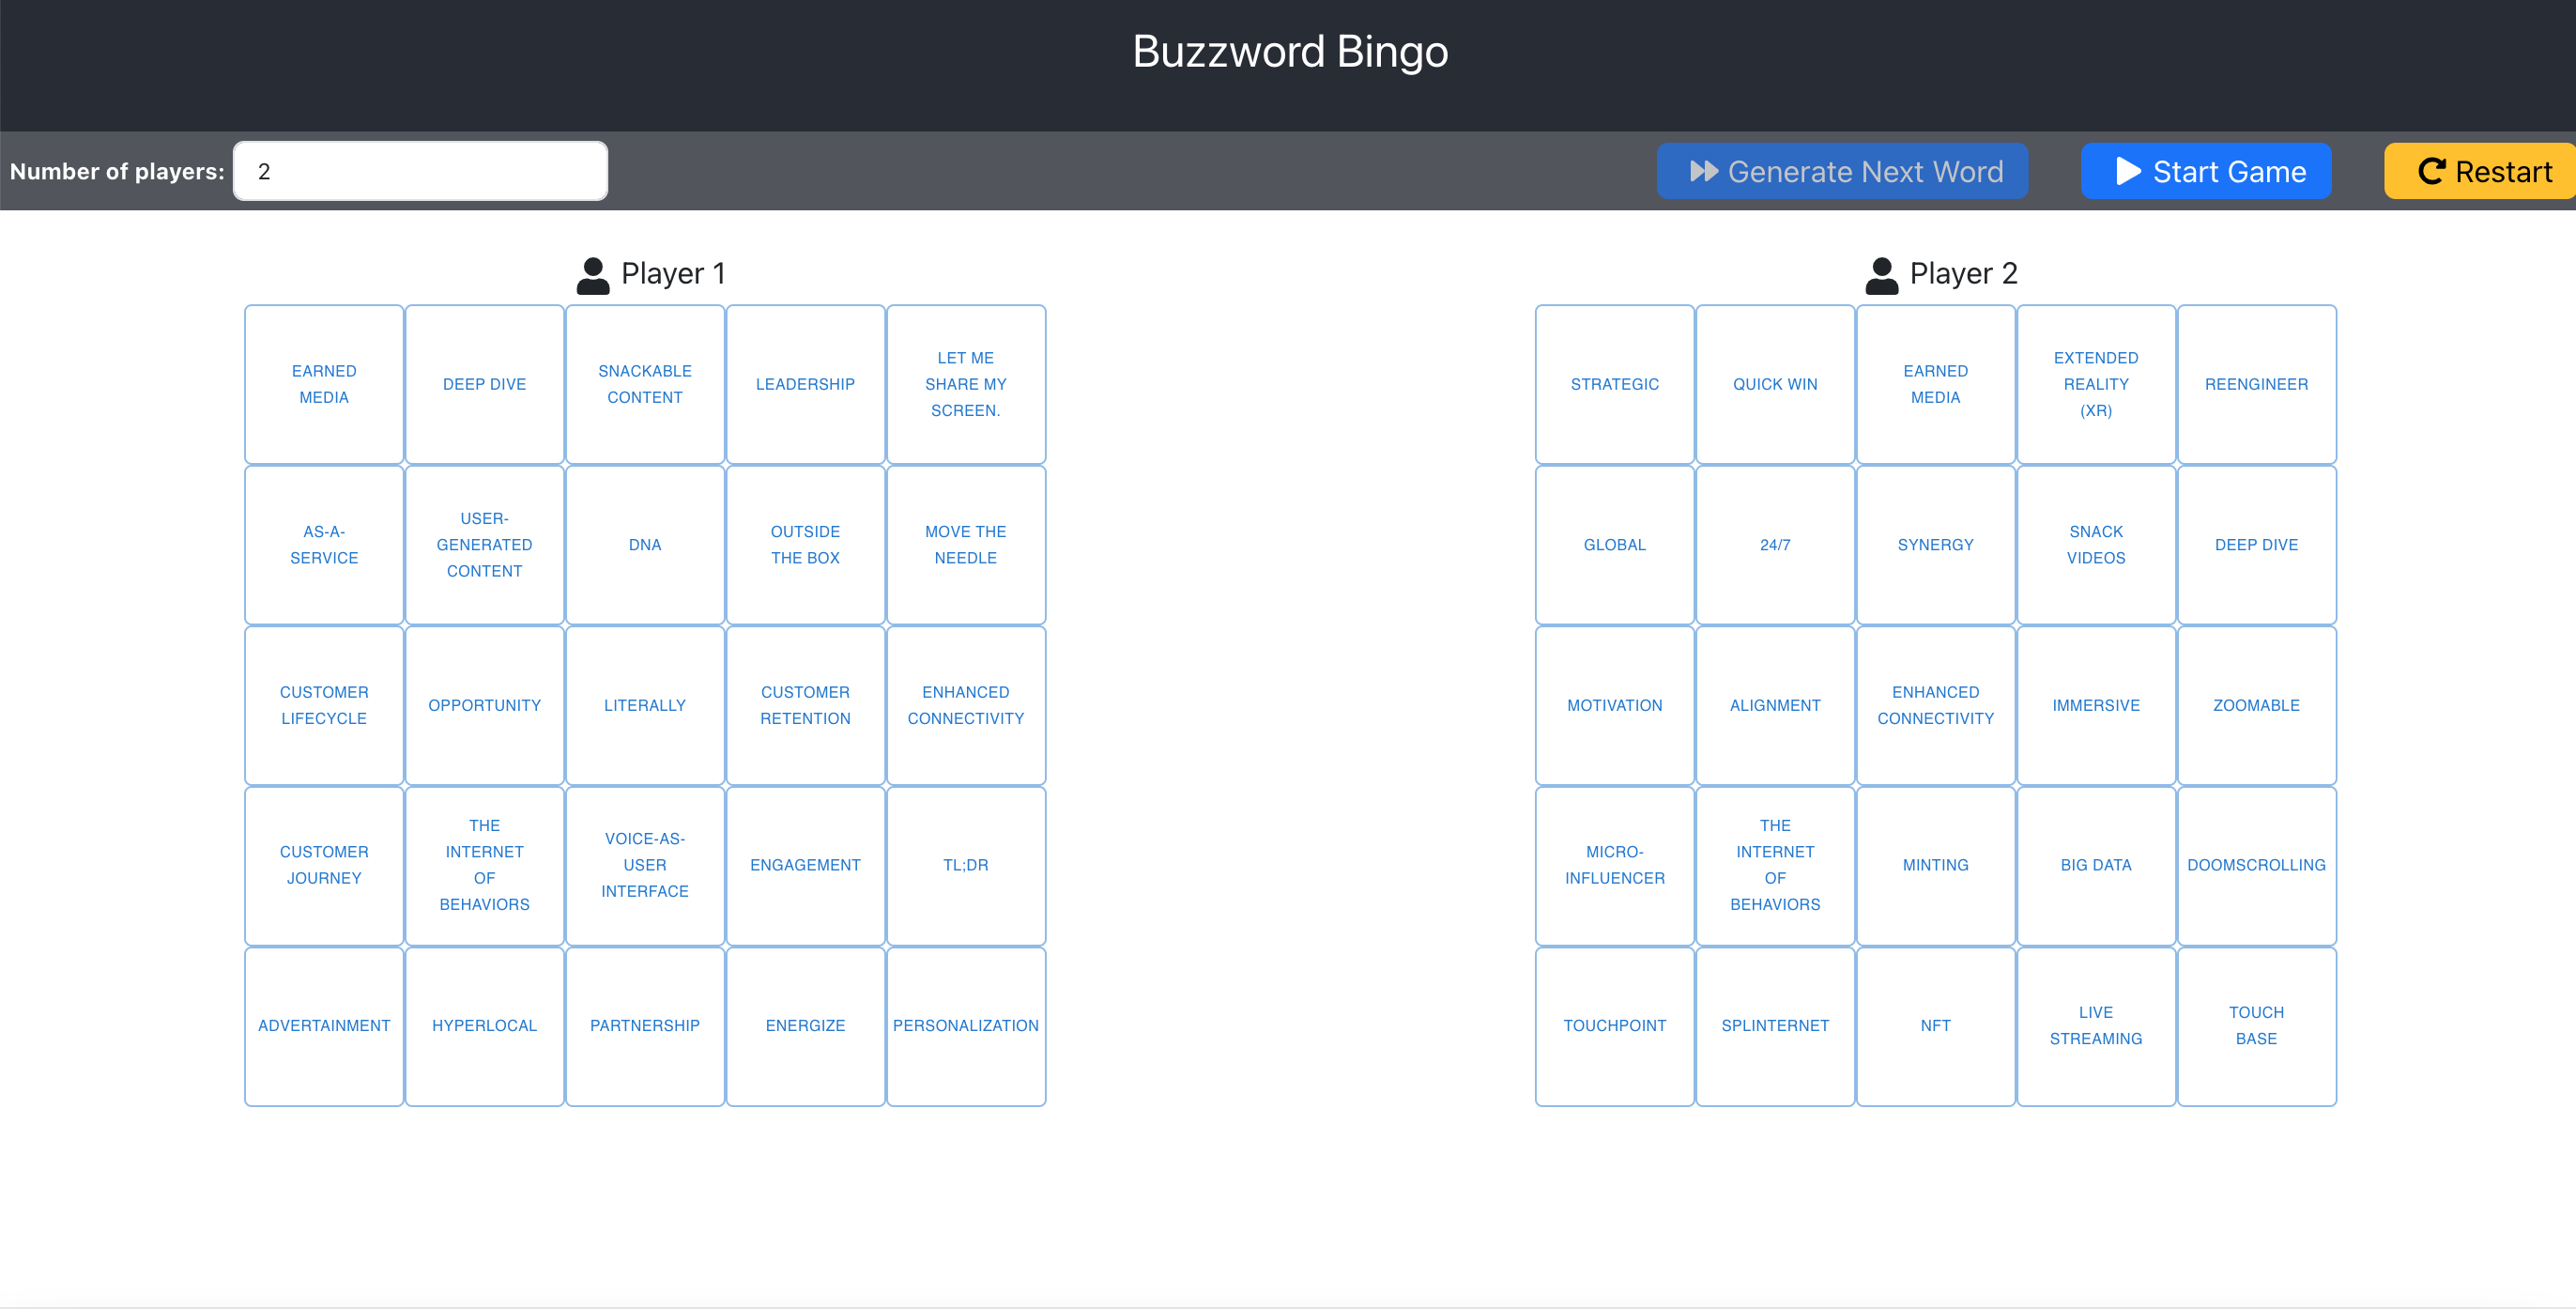 Buzzword Bingo
Number of players: 2
Generate Next Word
Start Game
Restart
Player 1
EARNED
MEDIA
DEEP DIVE
SNACKABLE
CONTENT
LEADERSHIP
LET ME
SHARE MY
SCREEN.
AS-A-
SERVICE
USER-
GENERATED
CONTENT
DNA
OUTSIDE
THE BOX
MOVE THE
NEEDLE
CUSTOMER
LIFECYCLE
OPPORTUNITY
LITERALLY
CUSTOMER
RETENTION
ENHANCED
CONNECTIVITY
CUSTOMER
JOURNEY
THE
INTERNET
OF
BEHAVIORS
VOICE-AS-
USER
INTERFACE
ENGAGEMENT
TL;DR
ADVERTAINMENT
HYPERLOCAL
PARTNERSHIP
ENERGIZE
PERSONALIZATION
Player 2
STRATEGIC
QUICK WIN
EARNED
MEDIA
EXTENDED
REALITY
(XR)
REENGINEER
GLOBAL
24/7
SYNERGY
SNACK
VIDEOS
DEEP DIVE
MOTIVATION
ALIGNMENT
ENHANCED
CONNECTIVITY
IMMERSIVE
ZOOMABLE
MICRO-
INFLUENCER
THE
INTERNET
OF
BEHAVIORS
MINTING
BIG DATA
DOOMSCROLLING
TOUCHPOINT
SPLINTERNET
NFT
LIVE
STREAMING
TOUCH
BASE